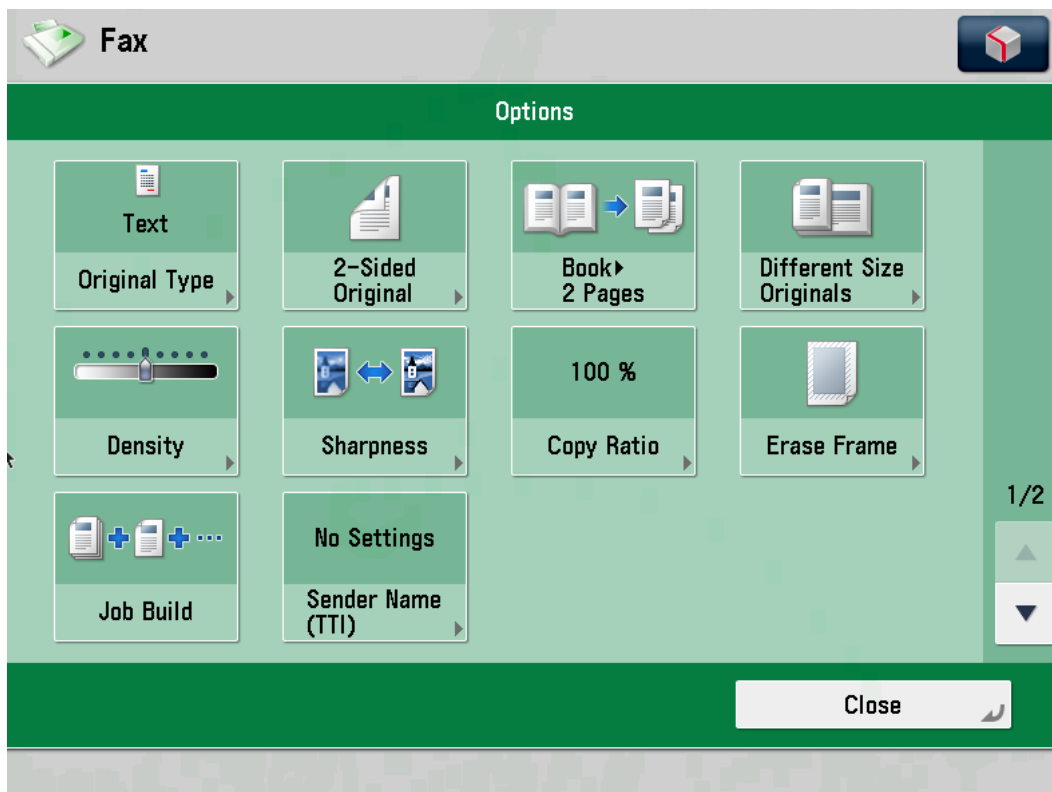 Fax
Options
Text
Original Type
2-Sided
Original
Book▸
2 Pages
Different Size
Originals
Density
Sharpness
100 %
Copy Ratio
Erase Frame
1/2
Job Build
No Settings
Sender Name
(TTI)
Close